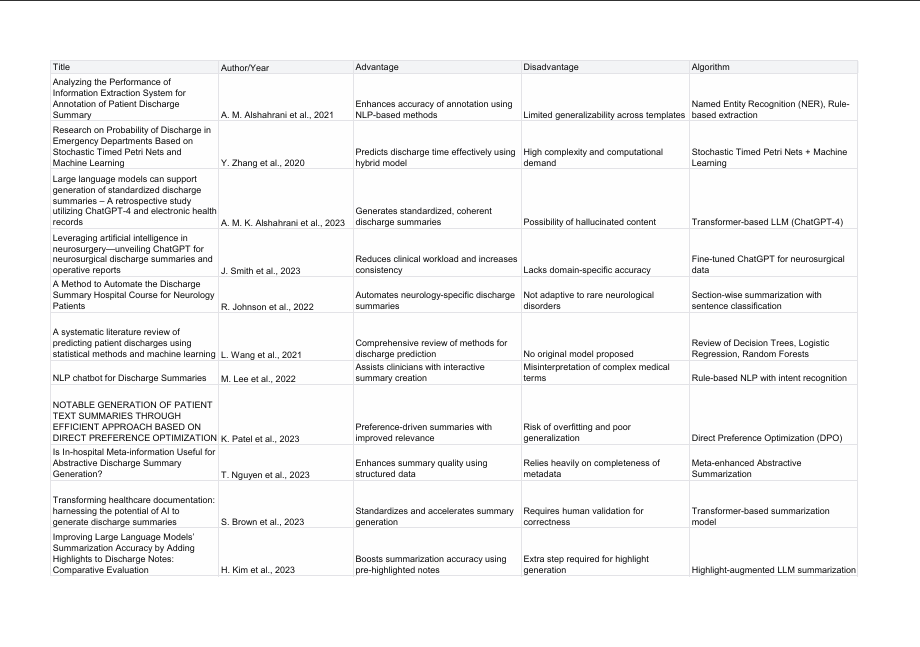 Title Author/Year Advantage Disadvantage Algorithm
Analyzing the Performance of
Information Extraction System for
Annotation of Patient Discharge
Summary
A. M. Alshahrani et al., 2021
Enhances accuracy of annotation using
NLP-based methods
Limited generalizability across templates
Named Entity Recognition (NER), Rule-
based extraction
Research on Probability of Discharge in
Emergency Departments Based on
Stochastic Timed Petri Nets and
Machine Learning
Y. Zhang et al., 2020
Predicts discharge time effectively using
hybrid model
High complexity and computational
demand
Stochastic Timed Petri Nets + Machine
Learning
Large language models can support
generation of standardized discharge
summaries – A retrospective study
utilizing ChatGPT-4 and electronic health
records
A. M. K. Alshahrani et al., 2023
Generates standardized, coherent
discharge summaries
Possibility of hallucinated content
Transformer-based LLM (ChatGPT-4)
Leveraging artificial intelligence in
neurosurgery—unveiling ChatGPT for
neurosurgical discharge summaries and
operative reports
J. Smith et al., 2023
Reduces clinical workload and increases
consistency
Lacks domain-specific accuracy
Fine-tuned ChatGPT for neurosurgical
data
A Method to Automate the Discharge
Summary Hospital Course for Neurology
Patients
R. Johnson et al., 2022
Automates neurology-specific discharge
summaries
Not adaptive to rare neurological
disorders
Section-wise summarization with
sentence classification
A systematic literature review of
predicting patient discharges using
statistical methods and machine learning
L. Wang et al., 2021
Comprehensive review of methods for
discharge prediction
No original model proposed
Review of Decision Trees, Logistic
Regression, Random Forests
NLP chatbot for Discharge Summaries
M. Lee et al., 2022
Assists clinicians with interactive
summary creation
Misinterpretation of complex medical
terms
Rule-based NLP with intent recognition
NOTABLE GENERATION OF PATIENT
TEXT SUMMARIES THROUGH
EFFICIENT APPROACH BASED ON
DIRECT PREFERENCE OPTIMIZATION
K. Patel et al., 2023
Preference-driven summaries with
improved relevance
Risk of overfitting and poor
generalization
Direct Preference Optimization (DPO)
Is In-hospital Meta-information Useful for
Abstractive Discharge Summary
Generation?
T. Nguyen et al., 2023
Enhances summary quality using
structured data
Relies heavily on completeness of
metadata
Meta-enhanced Abstractive
Summarization
Transforming healthcare documentation:
harnessing the potential of AI to
generate discharge summaries
S. Brown et al., 2023
Standardizes and accelerates summary
generation
Requires human validation for
correctness
Transformer-based summarization
model
Improving Large Language Models'
Summarization Accuracy by Adding
Highlights to Discharge Notes:
Comparative Evaluation
H. Kim et al., 2023
Boosts summarization accuracy using
pre-highlighted notes
Extra step required for highlight
generation
Highlight-augmented LLM summarization